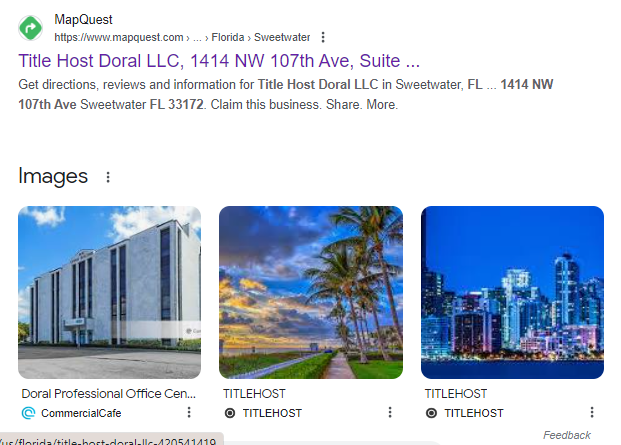 MapQuest
https://www.mapquest.com › ... › Florida › Sweetwater
Title Host Doral LLC, 1414 NW 107th Ave, Suite ...
Get directions, reviews and information for Title Host Doral LLC in Sweetwater, FL ... 1414 NW
107th Ave Sweetwater FL 33172. Claim this business. Share. More.
Images
Doral Professional Office Cen...
TITLEHOST
TITLEHOST
CommercialCafe
TITLEHOST
TITLEHOST
Feedback
/us/florida/title-host-doral-llc-420541419